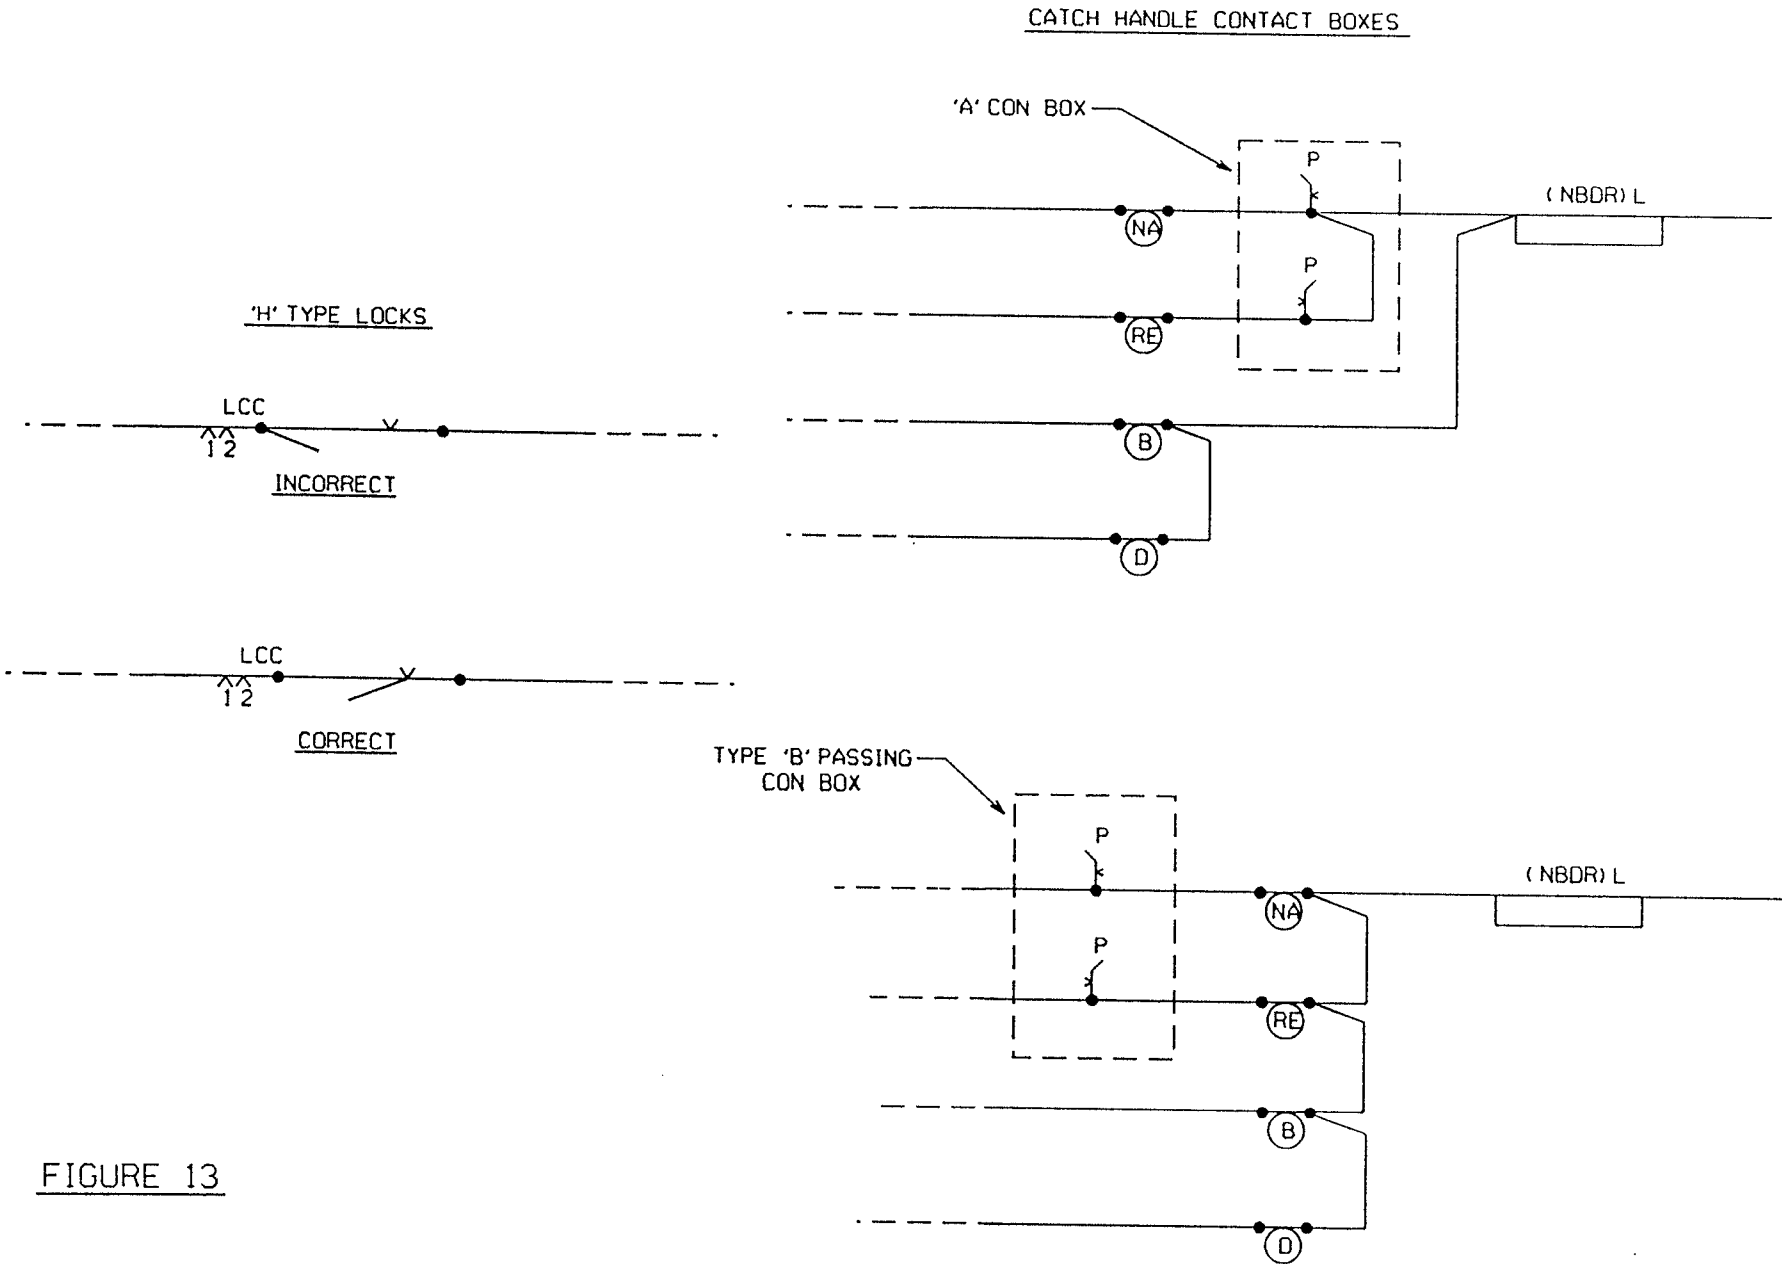 CATCH HANDLE CONTACT BOXES
'A' CON BOX
P
(NBDR) L
NA
P
RE
B
D
'H' TYPE LOCKS
LCC
1 2
INCORRECT
LCC
1 2
CORRECT
TYPE 'B' PASSING
CON BOX
P
(NBDR) L
NA
P
RE
B
D
FIGURE 13